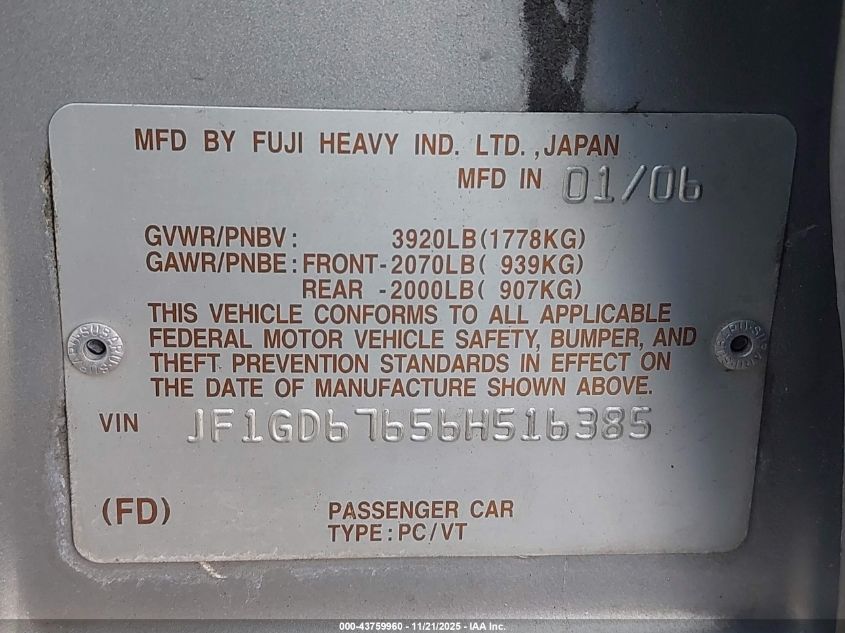 MFD BY FUJI HEAVY IND. LTD.,JAPAN
MFD IN 01/06
GVWR/PNBV: 3920LB(1778KG)
GAWR/PNBE:FRONT-2070LB( 939KG)
REAR -2000LB( 907KG)
THIS VEHICLE CONFORMS TO ALL APPLICABLE
FEDERAL MOTOR VEHICLE SAFETY, BUMPER, AND
THEFT PREVENTION STANDARDS IN EFFECT ON
THE DATE OF MANUFACTURE SHOWN ABOVE.
VIN JF1GD67656H516385
(FD) PASSENGER CAR
TYPE:PC/VT
000-43759960 - 11/21/2025 - IAA Inc.